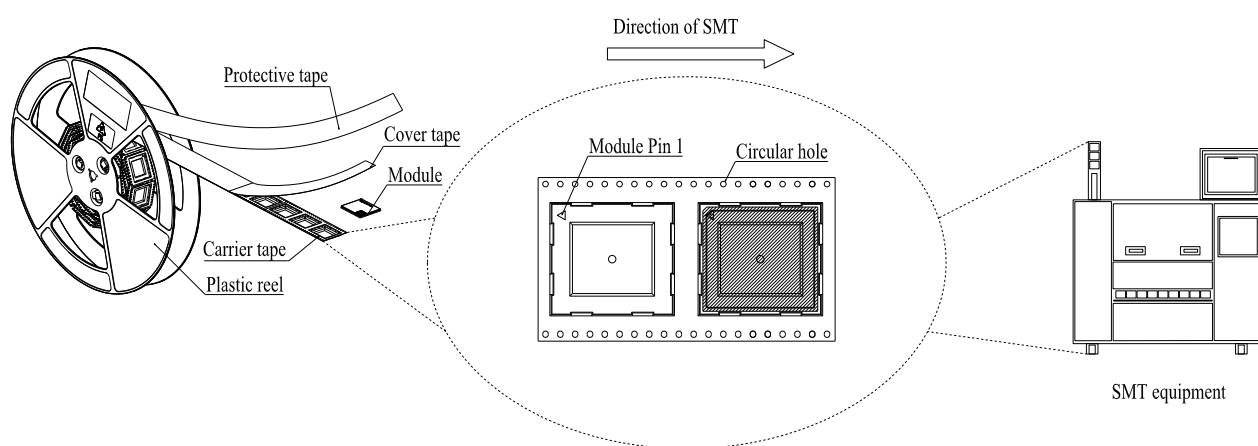 Direction of SMT
Protective tape
Cover tape
Module Pin 1
Circular hole
Module
Carrier tape
Plastic reel
SMT equipment